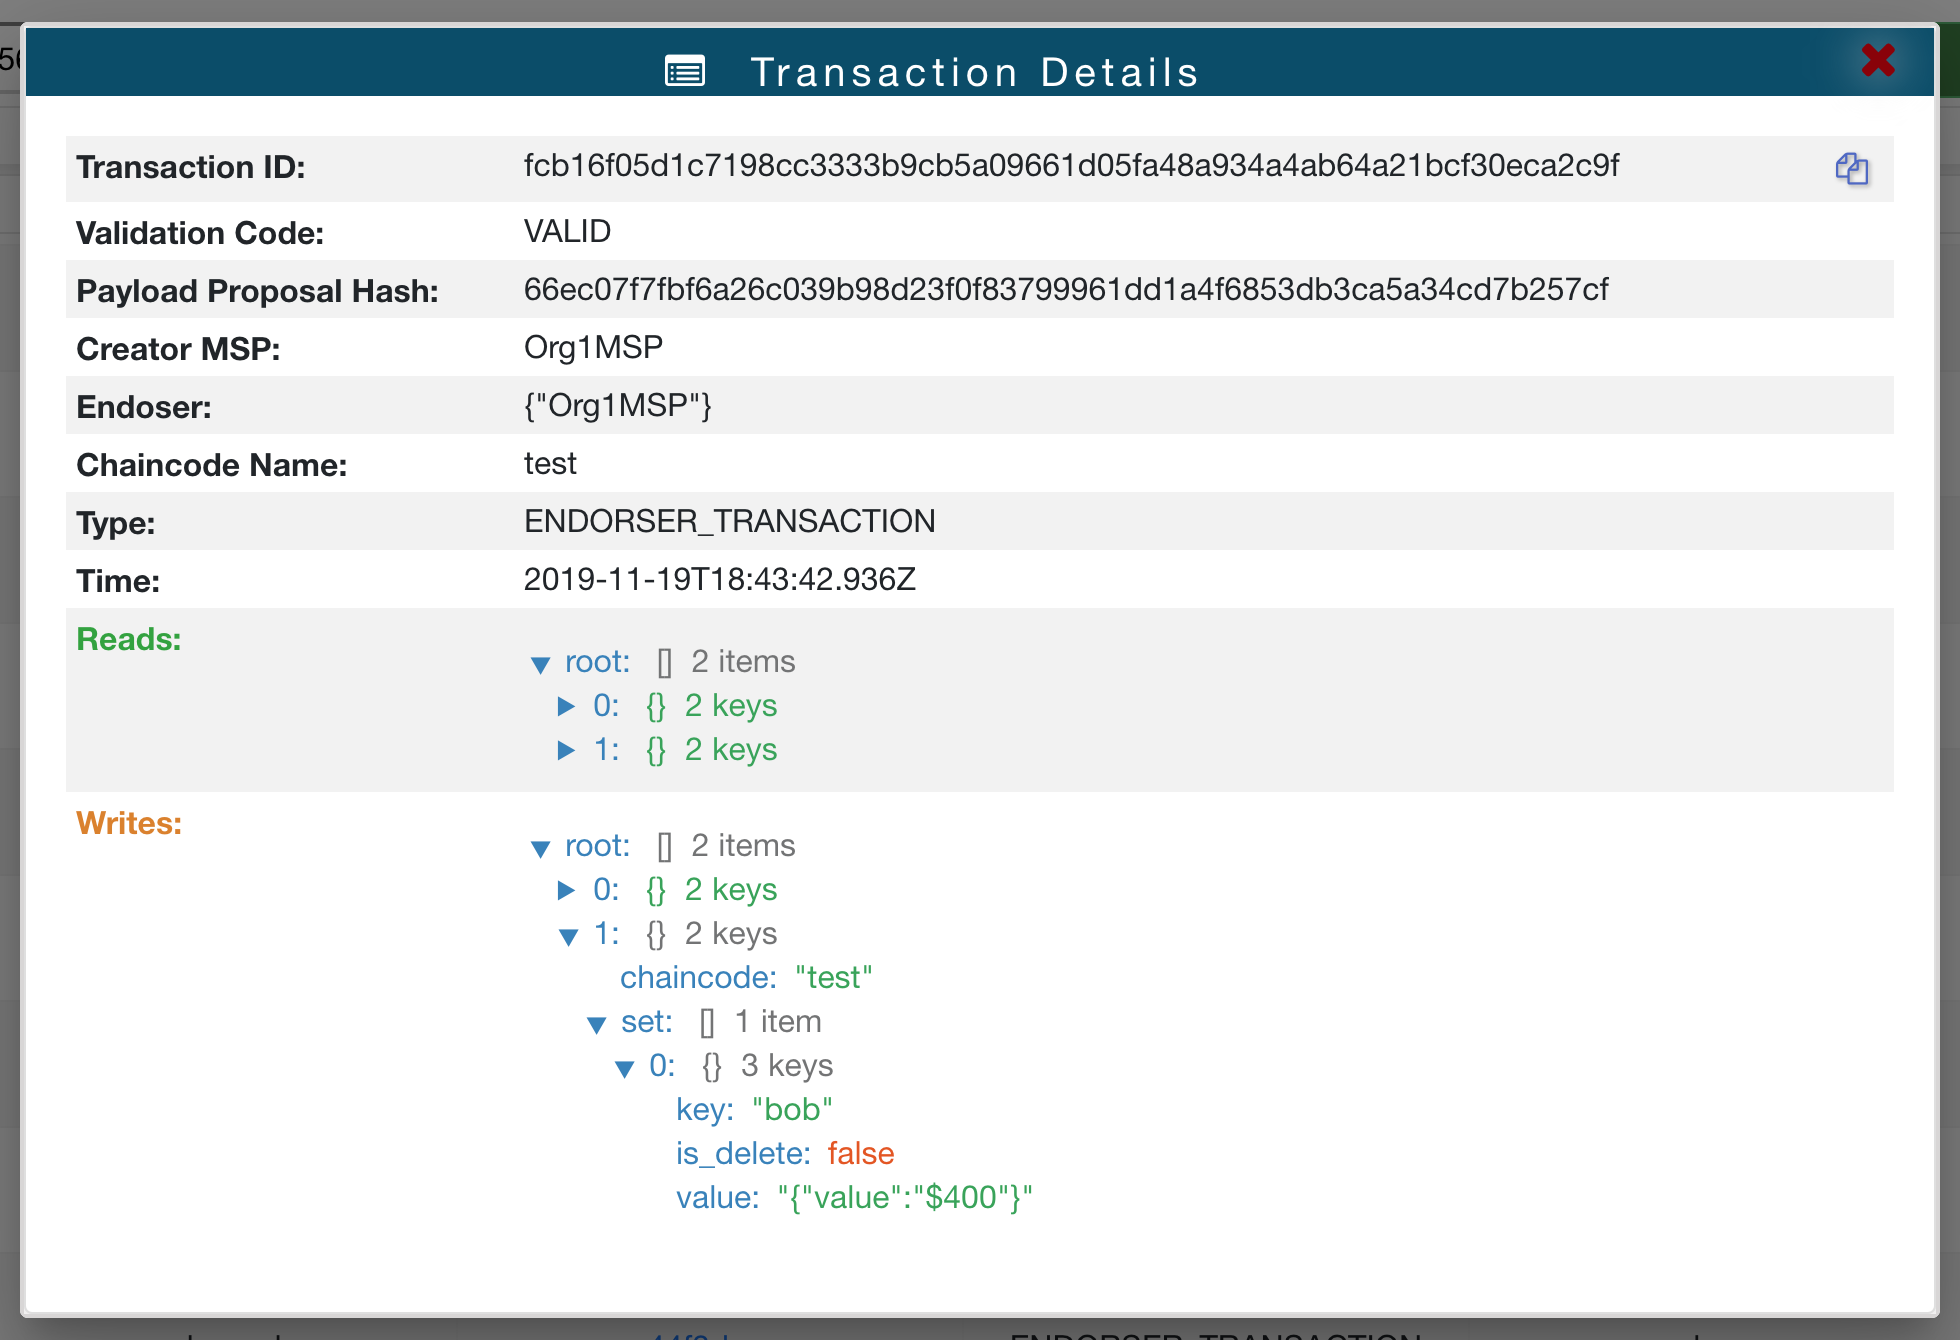 56
Transaction Details
Transaction ID: fcb16f05d1c7198cc3333b9cb5a09661d05fa48a934a4ab64a21bcf30eca2c9f
Validation Code: VALID
Payload Proposal Hash: 66ec07f7fbf6a26c039b98d23f0f83799961dd1a4f6853db3ca5a34cd7b257cf
Creator MSP: Org1MSP
Endoser: {"Org1MSP"}
Chaincode Name: test
Type: ENDORSER_TRANSACTION
Time: 2019-11-19T18:43:42.936Z
Reads:
root: [] 2 items
0: {} 2 keys
1: {} 2 keys
Writes:
root: [] 2 items
0: {} 2 keys
1: {} 2 keys
chaincode: "test"
set: [] 1 item
0: {} 3 keys
key: "bob"
is_delete: false
value: "{"value":"$400"}"
ENDORSER_TRANSACTION